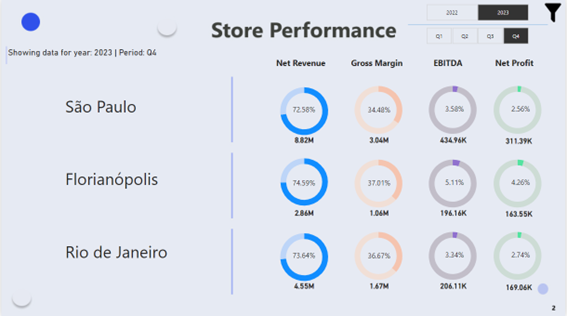 Store Performance
2022 2023
Q1 Q2 Q3 Q4
Showing data for year: 2023 | Period: Q4
Net Revenue Gross Margin EBITDA Net Profit
São Paulo
72.58% 34.48% 3.58% 2.56%
8.82M 3.04M 434.96K 311.39K
Florianópolis
74.59% 37.01% 5.11% 4.26%
2.86M 1.06M 196.16K 163.55K
Rio de Janeiro
73.64% 36.67% 3.34% 2.74%
4.55M 1.67M 206.11K 169.06K
2